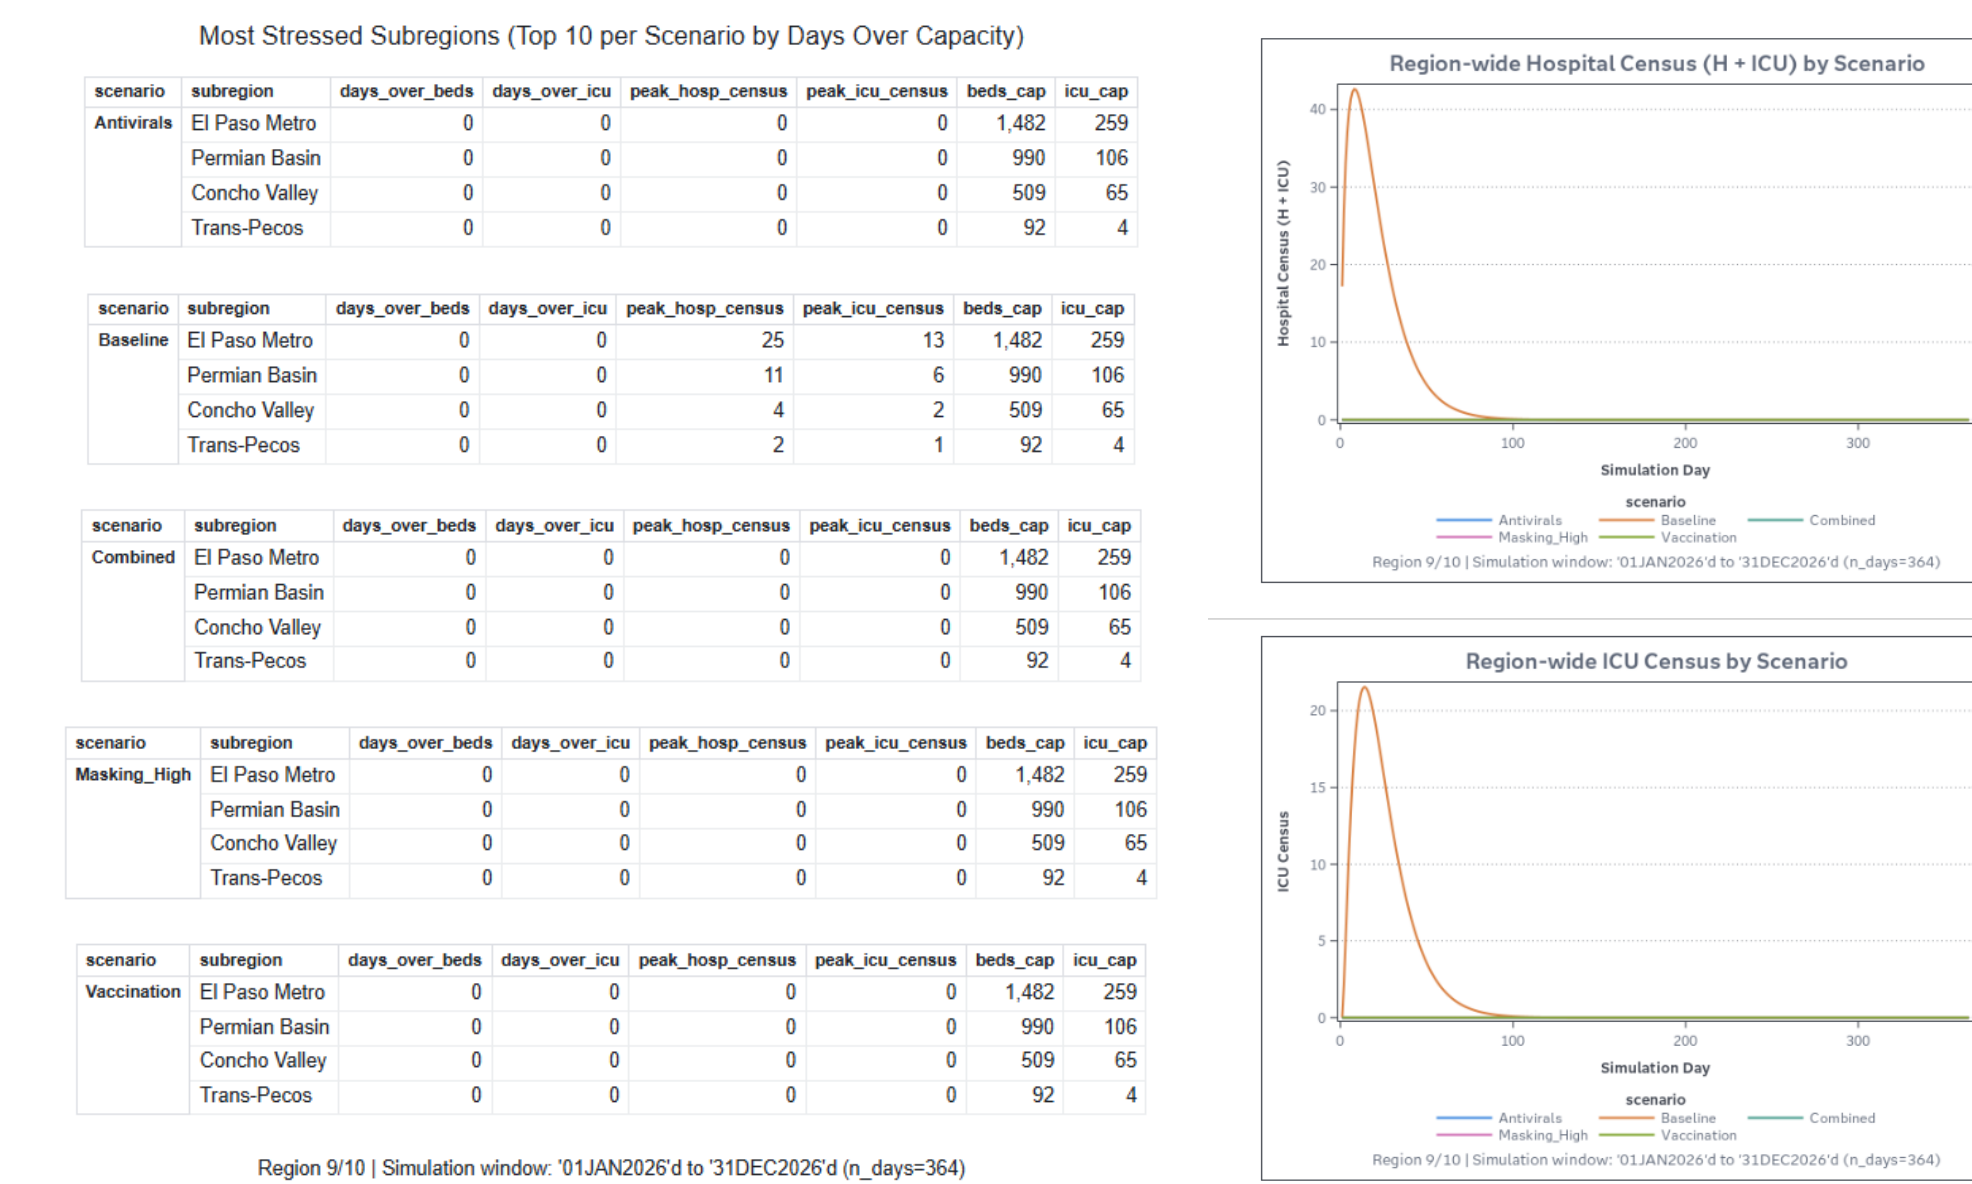 Most Stressed Subregions (Top 10 per Scenario by Days Over Capacity)
scenario subregion days_over_beds days_over_icu peak_hosp_census peak_icu_census beds_cap icu_cap
Antivirals El Paso Metro 0 0 0 0 1,482 259
Permian Basin 0 0 0 0 990 106
Concho Valley 0 0 0 0 509 65
Trans-Pecos 0 0 0 0 92 4
scenario subregion days_over_beds days_over_icu peak_hosp_census peak_icu_census beds_cap icu_cap
Baseline El Paso Metro 0 0 25 13 1,482 259
Permian Basin 0 0 11 6 990 106
Concho Valley 0 0 4 2 509 65
Trans-Pecos 0 0 2 1 92 4
scenario subregion days_over_beds days_over_icu peak_hosp_census peak_icu_census beds_cap icu_cap
Combined El Paso Metro 0 0 0 0 1,482 259
Permian Basin 0 0 0 0 990 106
Concho Valley 0 0 0 0 509 65
Trans-Pecos 0 0 0 0 92 4
scenario subregion days_over_beds days_over_icu peak_hosp_census peak_icu_census beds_cap icu_cap
Masking_High El Paso Metro 0 0 0 0 1,482 259
Permian Basin 0 0 0 0 990 106
Concho Valley 0 0 0 0 509 65
Trans-Pecos 0 0 0 0 92 4
scenario subregion days_over_beds days_over_icu peak_hosp_census peak_icu_census beds_cap icu_cap
Vaccination El Paso Metro 0 0 0 0 1,482 259
Permian Basin 0 0 0 0 990 106
Concho Valley 0 0 0 0 509 65
Trans-Pecos 0 0 0 0 92 4
Region 9/10 | Simulation window: '01JAN2026'd to '31DEC2026'd (n_days=364)
Region-wide Hospital Census (H + ICU) by Scenario
Hospital Census (H + ICU)
40
30
20
10
0
0 100 200 300
Simulation Day
scenario
Antivirals Baseline Combined
Masking_High Vaccination
Region 9/10 | Simulation window: '01JAN2026'd to '31DEC2026'd (n_days=364)
Region-wide ICU Census by Scenario
ICU Census
20
15
10
5
0
0 100 200 300
Simulation Day
scenario
Antivirals Baseline Combined
Masking_High Vaccination
Region 9/10 | Simulation window: '01JAN2026'd to '31DEC2026'd (n_days=364)